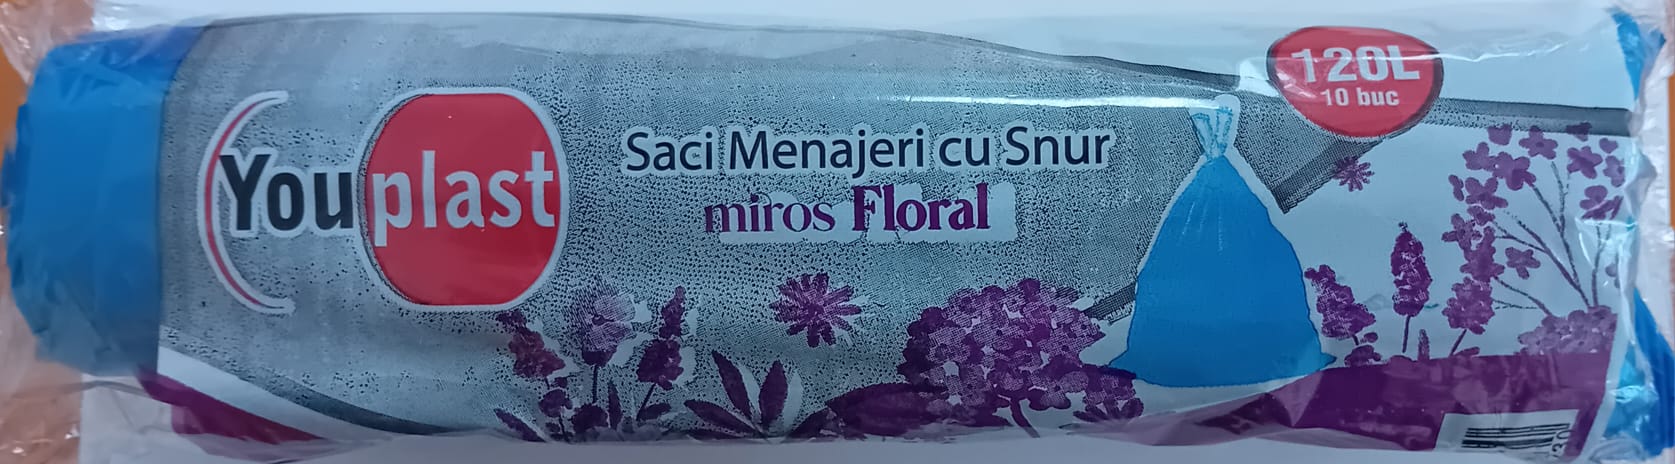 Youplast
Saci Menajeri cu Snur
miros Floral
120L
10 buc